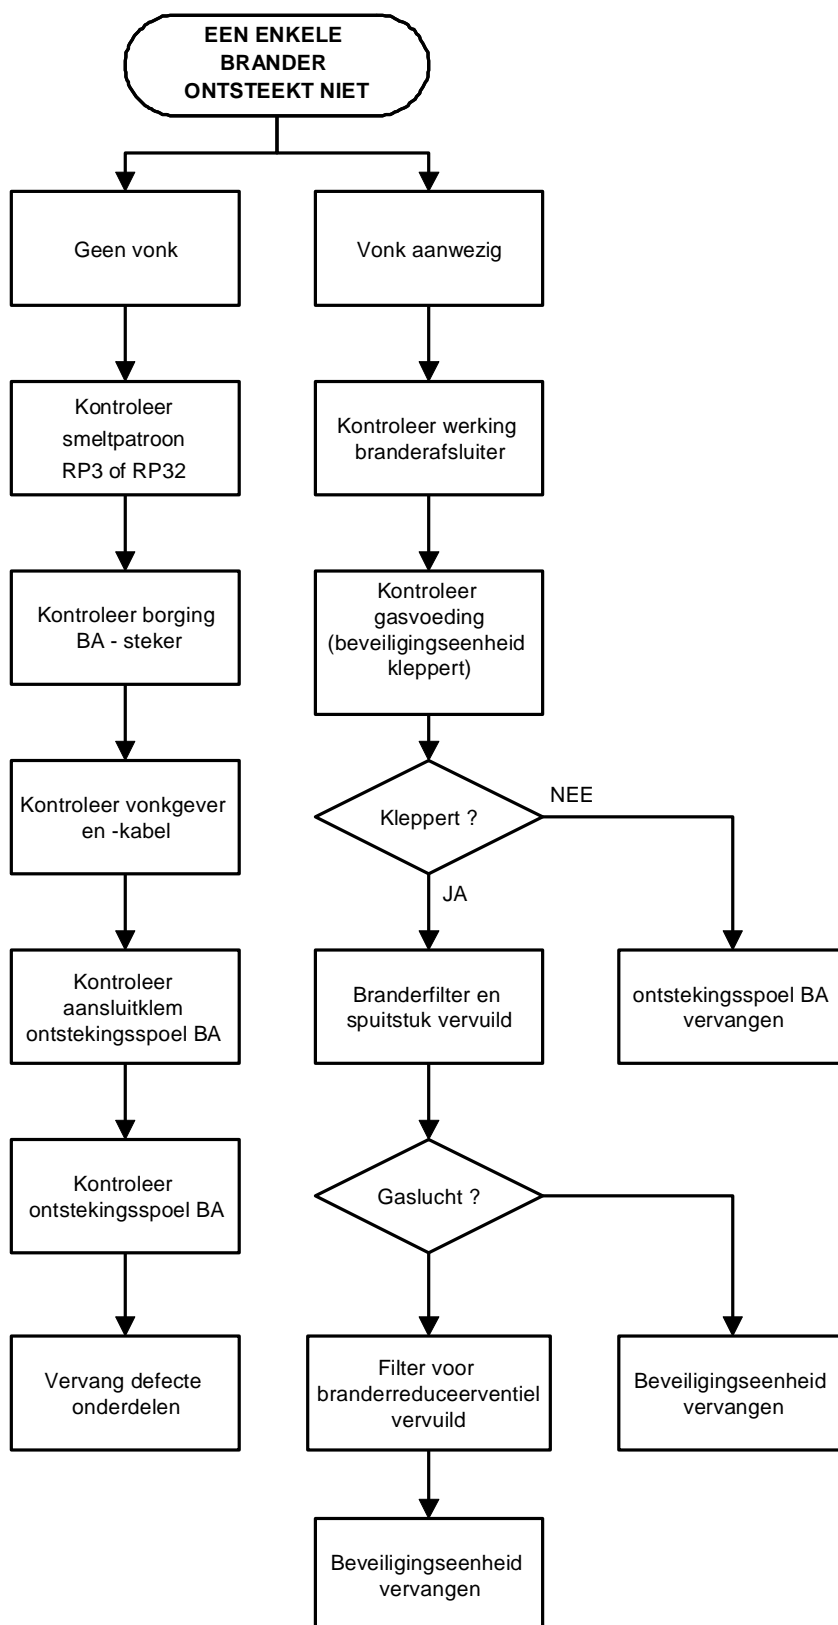 EEN ENKELE
BRANDER
ONTSTEEKT NIET
Geen vonk
Vonk aanwezig
Kontroleer
smeltpatroon
RP3 of RP32
Kontroleer werking
branderafsluiter
Kontroleer borging
BA - steker
Kontroleer
gasvoeding
(beveiligingseenheid
kleppert)
Kontroleer vonkgever
en -kabel
Kleppert ?
NEE
JA
Kontroleer
aansluitklem
ontstekingsspoel BA
Branderfilter en
spuitstuk vervuild
ontstekingsspoel BA
vervangen
Kontroleer
ontstekingsspoel BA
Gaslucht ?
Vervang defecte
onderdelen
Filter voor
branderreduceerventiel
vervuild
Beveiligingseenheid
vervangen
Beveiligingseenheid
vervangen